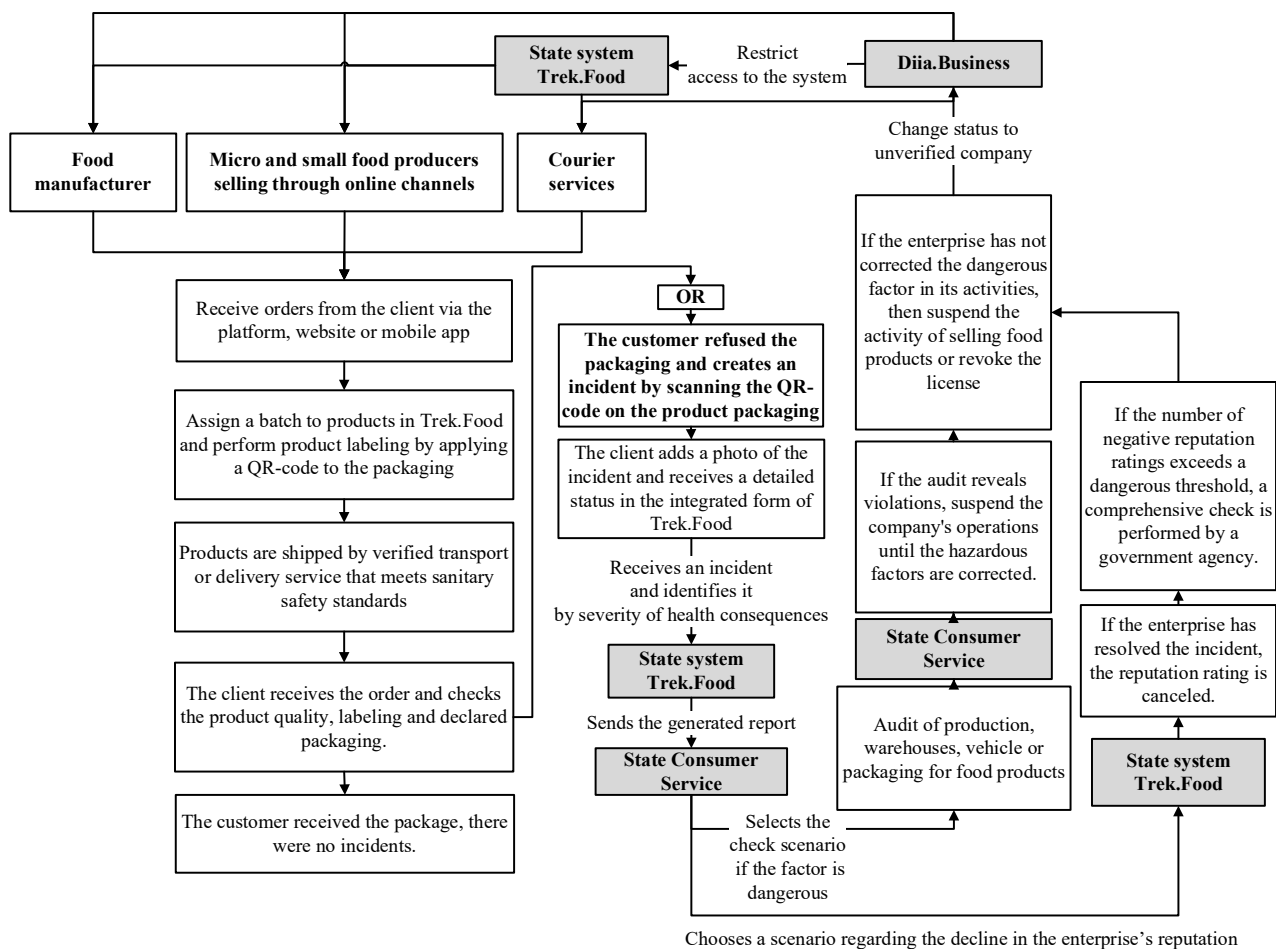 State system
Trek.Food
Restrict
access to the system
Diia.Business
Change status to
unverified company
Food
manufacturer
Micro and small food producers
selling through online channels
Courier
services
Receive orders from the client via the
platform, website or mobile app
Assign a batch to products in Trek.Food
and perform product labeling by applying
a QR-code to the packaging
Products are shipped by verified transport
or delivery service that meets sanitary
safety standards
The client receives the order and checks
the product quality, labeling and declared
packaging.
The customer received the package, there
were no incidents.
OR
The customer refused the
packaging and creates an
incident by scanning the QR-
code on the product packaging
The client adds a photo of the
incident and receives a detailed
status in the integrated form of
Trek.Food
Receives an incident
and identifies it
by severity of health consequences
State system
Trek.Food
Sends the generated report
State Consumer
Service
Selects the
check scenario
if the factor is
dangerous
If the enterprise has not
corrected the dangerous
factor in its activities,
then suspend the
activity of selling food
products or revoke the
license
If the audit reveals
violations, suspend the
company's operations
until the hazardous
factors are corrected.
State Consumer
Service
Audit of production,
warehouses, vehicle or
packaging for food products
If the number of
negative reputation
ratings exceeds a
dangerous threshold, a
comprehensive check is
performed by a
government agency.
If the enterprise has
resolved the incident,
the reputation rating is
canceled.
State system
Trek.Food
Chooses a scenario regarding the decline in the enterprise's reputation